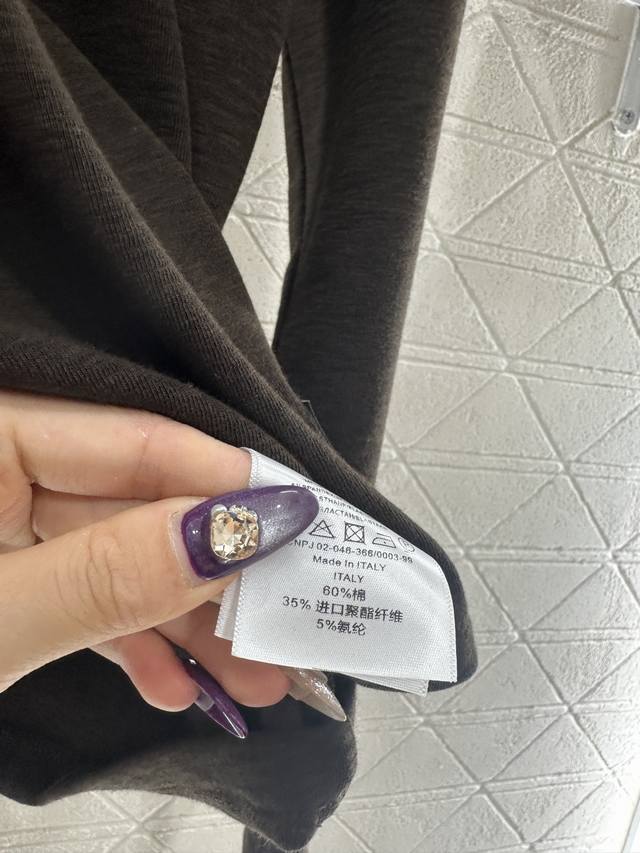 NPJ 02-046-366/0003-99
Made In ITALY
ITALY
60%棉
35% 进口聚酯纤维
5%氨纶